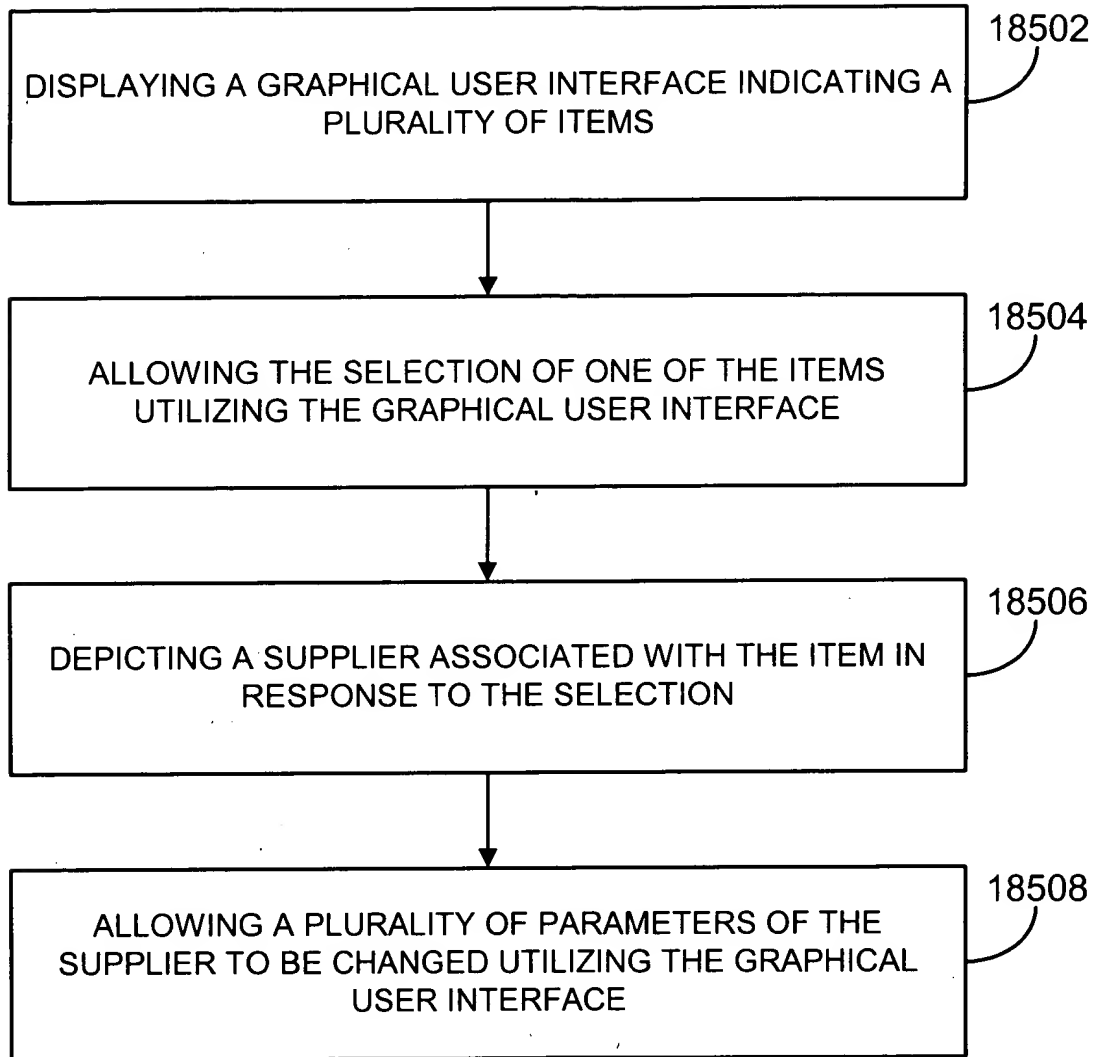 18502
DISPLAYING A GRAPHICAL USER INTERFACE INDICATING A
PLURALITY OF ITEMS
18504
ALLOWING THE SELECTION OF ONE OF THE ITEMS
UTILIZING THE GRAPHICAL USER INTERFACE
18506
DEPICTING A SUPPLIER ASSOCIATED WITH THE ITEM IN
RESPONSE TO THE SELECTION
18508
ALLOWING A PLURALITY OF PARAMETERS OF THE
SUPPLIER TO BE CHANGED UTILIZING THE GRAPHICAL
USER INTERFACE